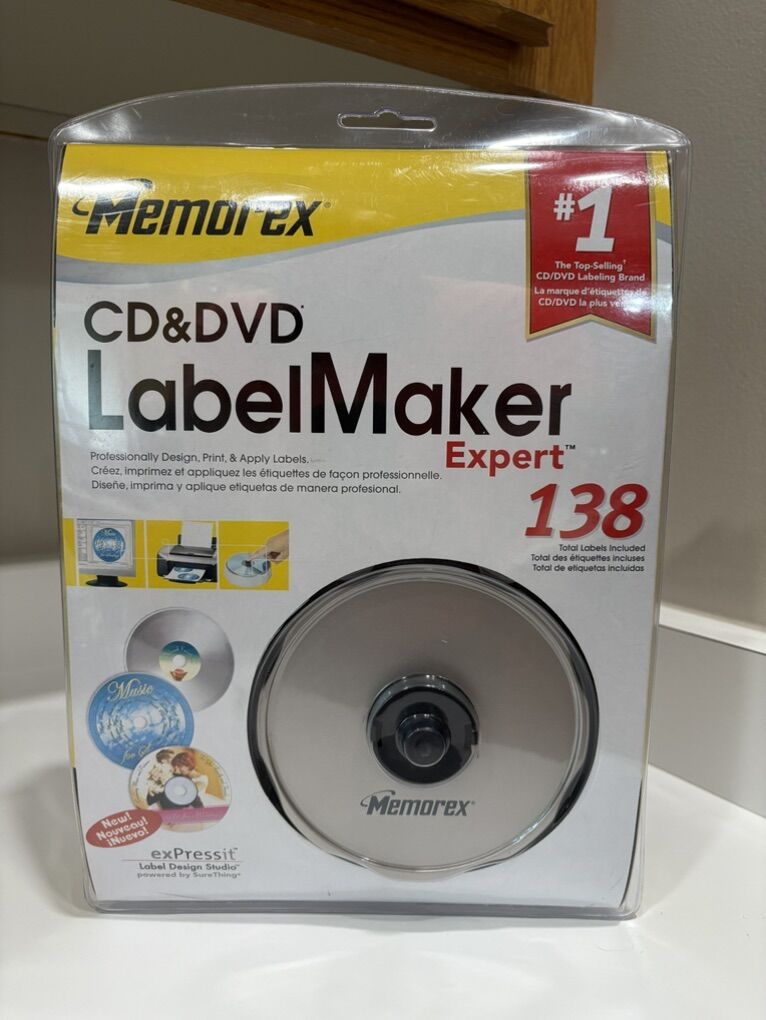 Memorex®
#1
The Top-Selling†
CD/DVD Labeling Brand
La marque d'étiquettes de
CD/DVD la plus
CD&DVD*
LabelMaker
Expert™
Professionally Design, Print, & Apply Labels.
Créez, imprimez et appliquez les étiquettes de façon professionnelle.
Diseñe, imprima y aplique etiquetas de manera profesional.
138
Total Labels Included
Total des étiquettes incluses
Total de etiquetas incluidas
Music
for
New!
Nouveau!
¡Nuevo!
exPressit™
Label Design Studio™
powered by SureThing®
Memorex®